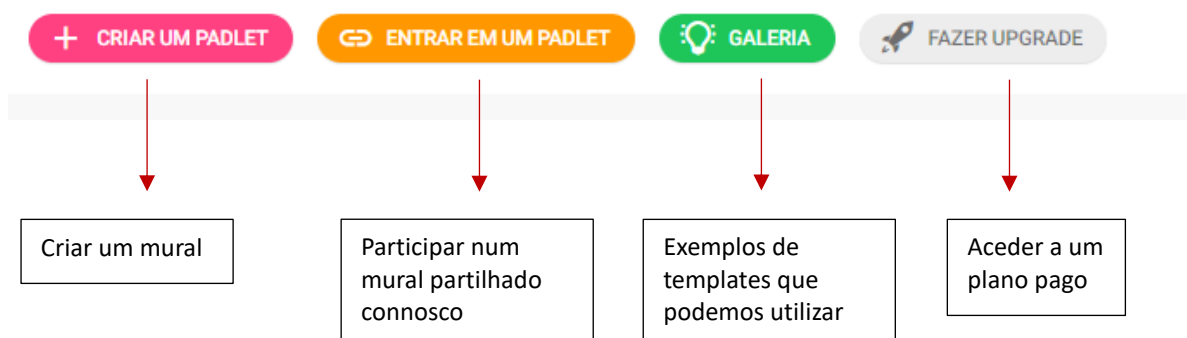 CRIAR UM PADLET
ENTRAR EM UM PADLET
GALERIA
FAZER UPGRADE
Criar um mural
Participar num
mural partilhado
connosco
Exemplos de
templates que
podemos utilizar
Aceder a um
plano pago